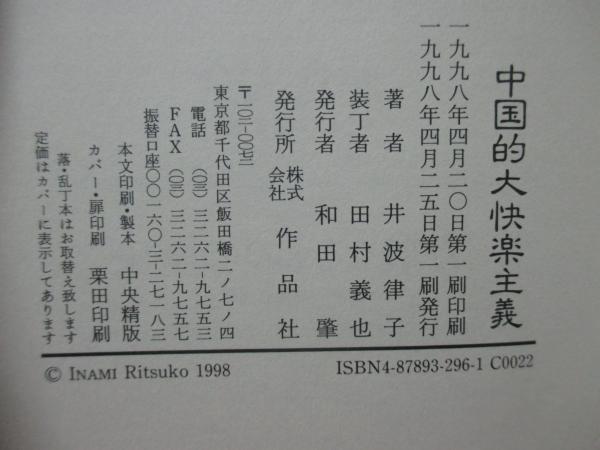 中国的大快楽主義
一九九八年四月二〇日第一刷印刷
一九九八年四月二五日第一刷発行
著者 井波律子
装丁者 田村義也
発行者 和田肇
発行所 株式会社 作品社
〒一〇二-〇〇七二
東京都千代田区飯田橋二ノ七ノ四
電話 (〇三) 三二六二-九七五三
FAX (〇三) 三二六二-九七五七
振替口座〇〇一六〇-三-二七一八三
本文印刷・製本 中央精版
カバー・扉印刷 栗田印刷
落・乱丁本はお取替え致します
定価はカバーに表示してあります
© INAMI Ritsuko 1998
ISBN4-87893-296-1 C0022